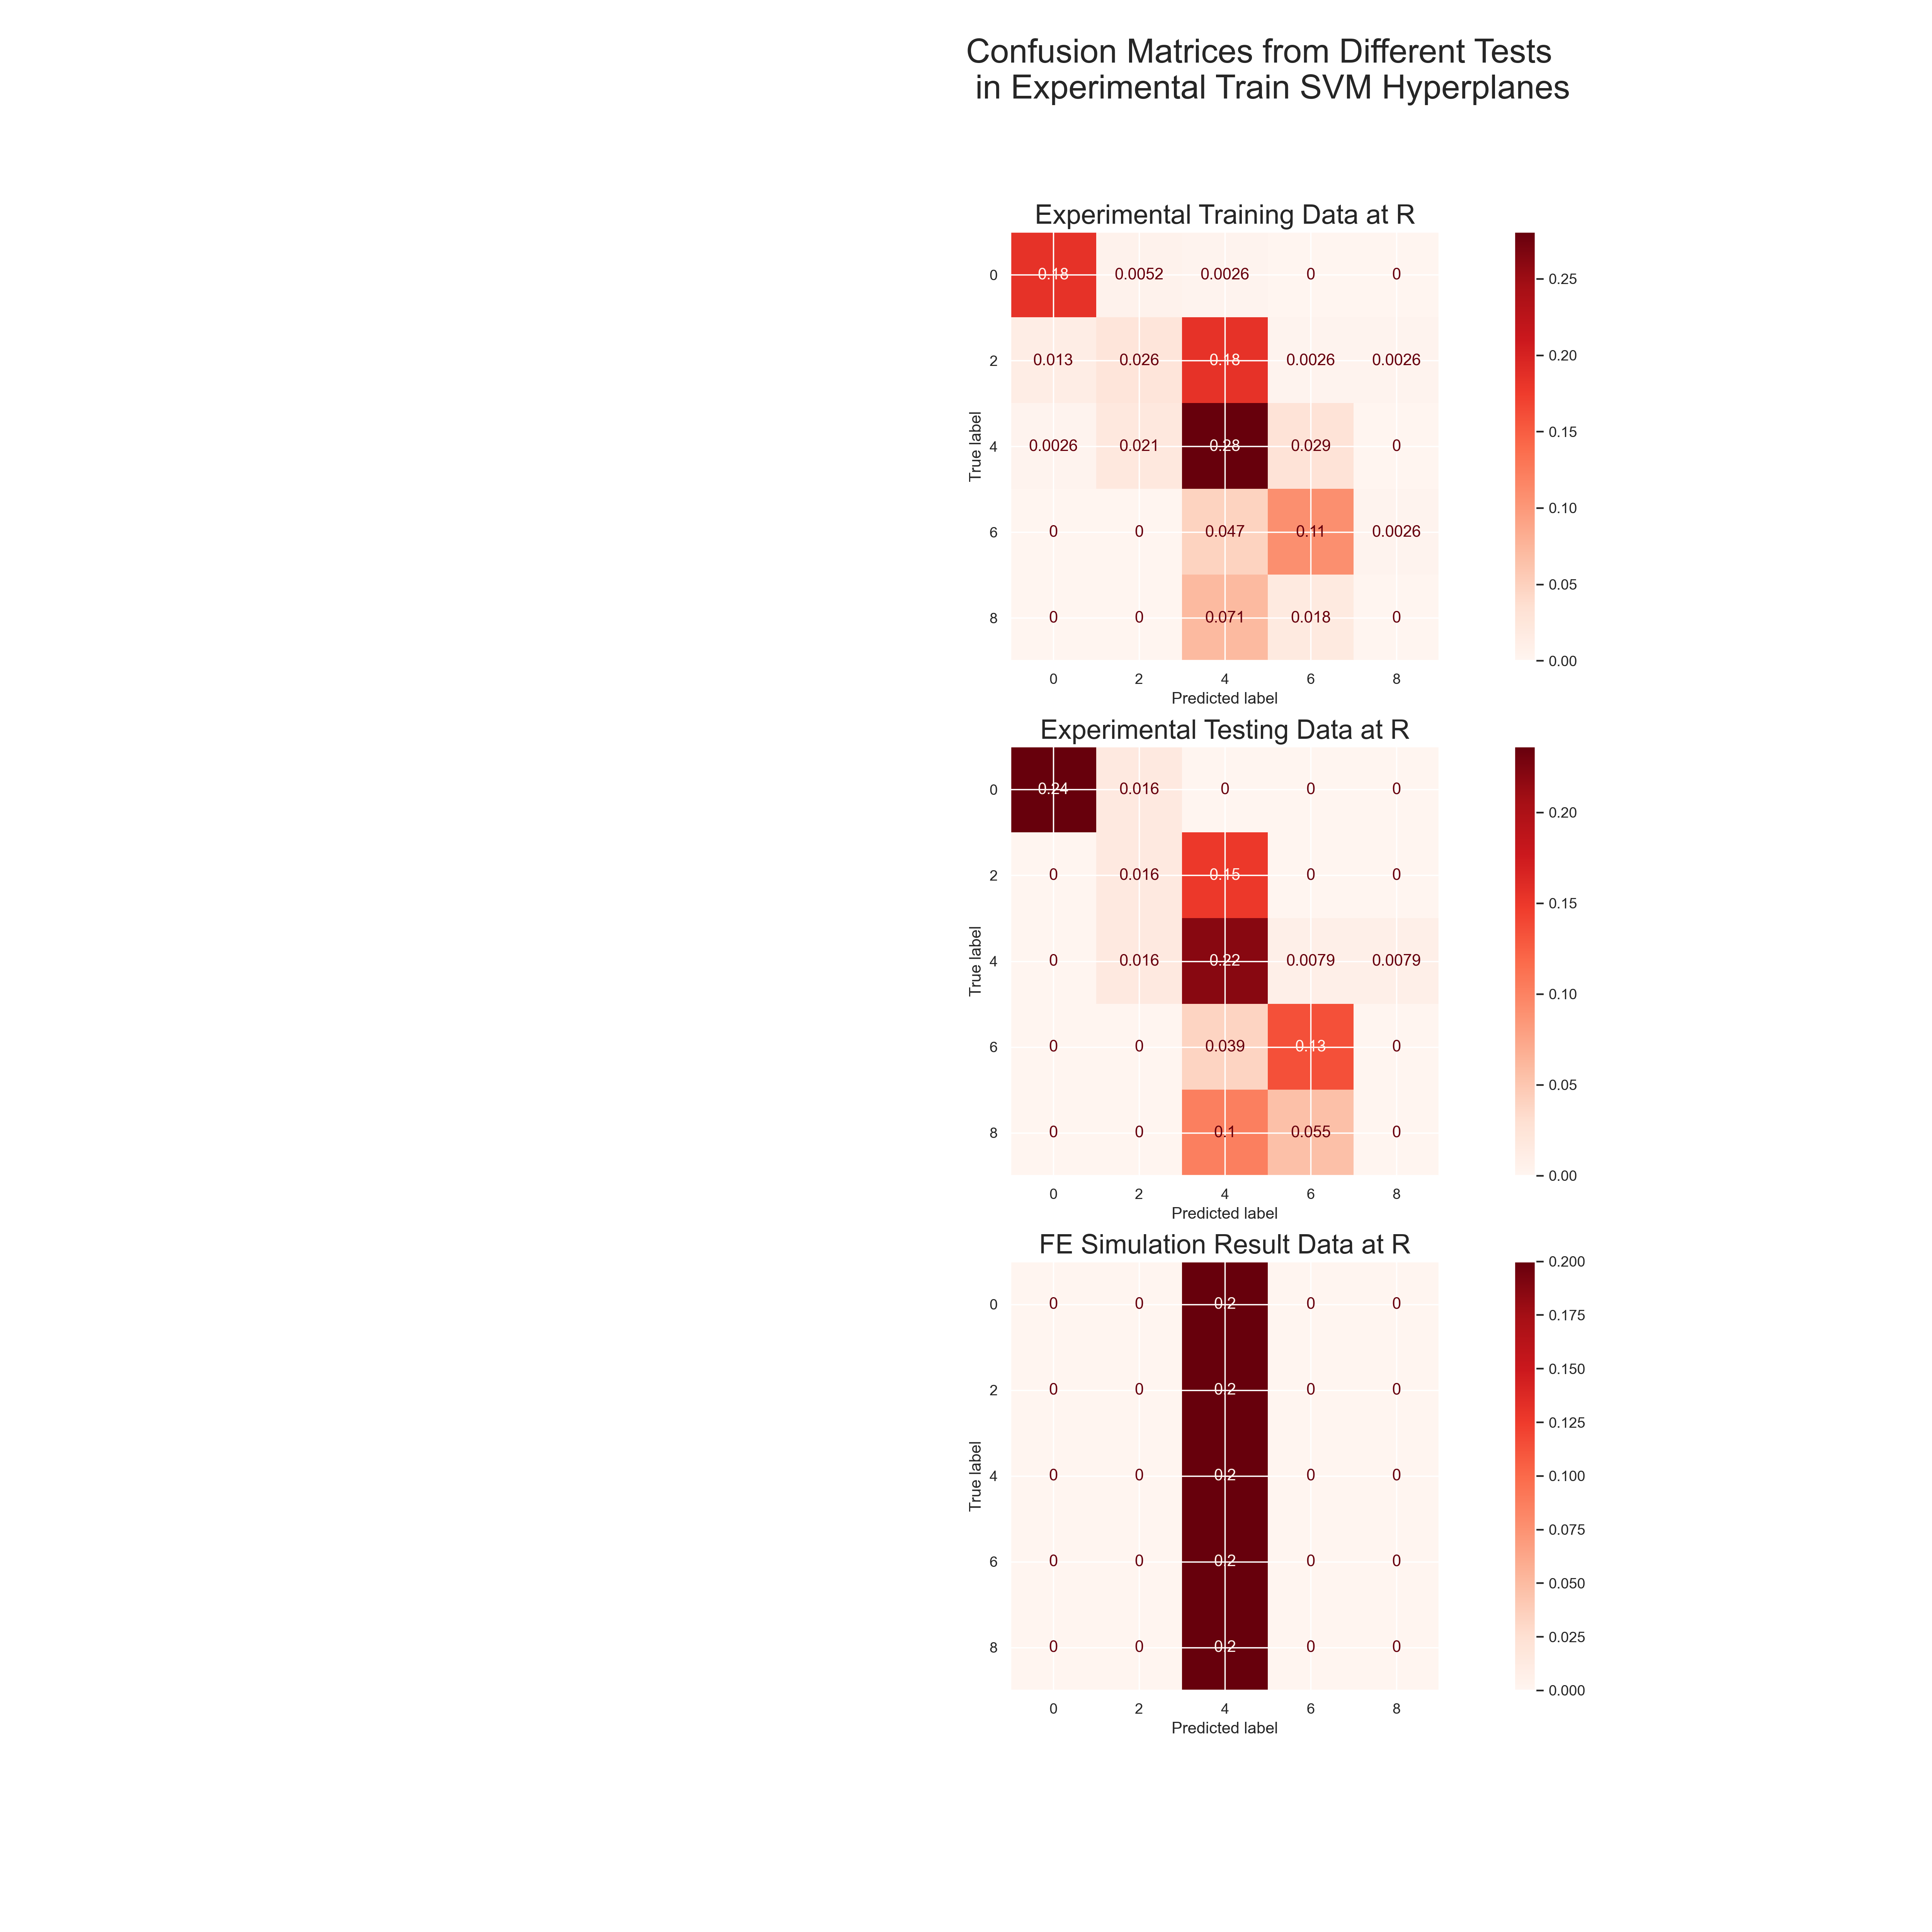 Confusion Matrices from Different Tests
in Experimental Train SVM Hyperplanes
Experimental Training Data at R
0 0.18 0.0052 0.0026 0 0
2 0.013 0.026 0.18 0.0026 0.0026
4 0.0026 0.021 0.28 0.029 0
6 0 0 0.047 0.11 0.0026
8 0 0 0.071 0.018 0
True label
0 2 4 6 8
Predicted label
0.25
0.20
0.15
0.10
0.05
0.00
Experimental Testing Data at R
0 0.24 0.016 0 0 0
2 0 0.016 0.15 0 0
4 0 0.016 0.22 0.0079 0.0079
6 0 0 0.039 0.13 0
8 0 0 0.1 0.055 0
True label
0 2 4 6 8
Predicted label
0.20
0.15
0.10
0.05
0.00
FE Simulation Result Data at R
0 0 0 0.2 0 0
2 0 0 0.2 0 0
4 0 0 0.2 0 0
6 0 0 0.2 0 0
8 0 0 0.2 0 0
True label
0 2 4 6 8
Predicted label
0.200
0.175
0.150
0.125
0.100
0.075
0.050
0.025
0.000